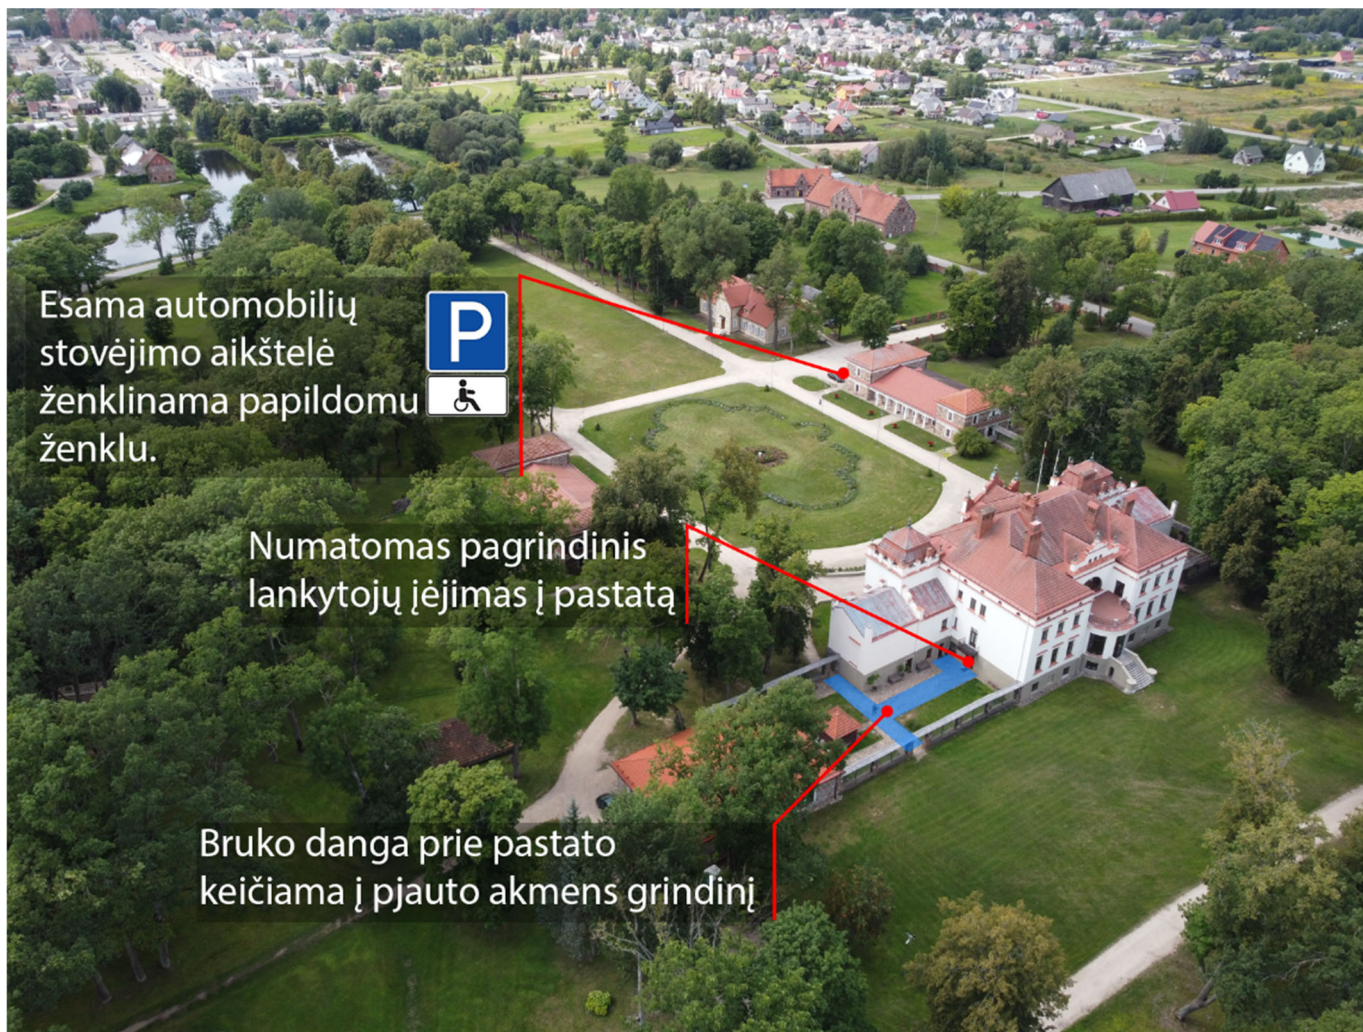 Esama automobilių
stovėjimo aikštelė
ženklinama papildomu
ženklu.
P
Numatomas pagrindinis
lankytojų įėjimas į pastatą
Bruko danga prie pastato
keičiama į pjauto akmens grindinį